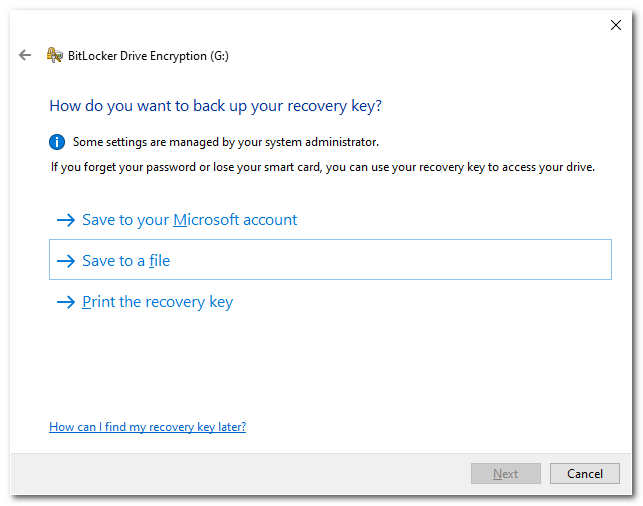 BitLocker Drive Encryption (G:)
How do you want to back up your recovery key?
Some settings are managed by your system administrator.
If you forget your password or lose your smart card, you can use your recovery key to access your drive.
Save to your Microsoft account
Save to a file
Print the recovery key
How can I find my recovery key later?
Next
Cancel